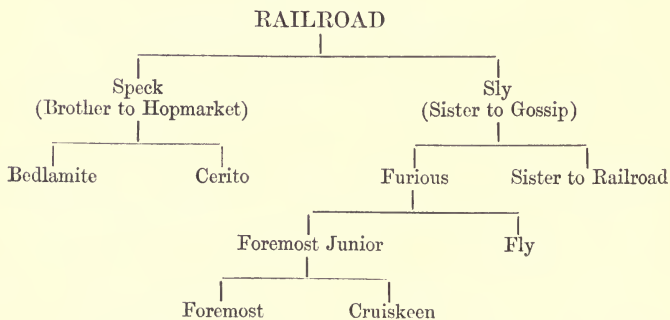 RAILROAD
Speck Sly
(Brother to Hopmarket) (Sister to Gossip)
Bedlamite Cerito Furious Sister to Railroad
Foremost Junior Fly
Foremost Cruiskeen